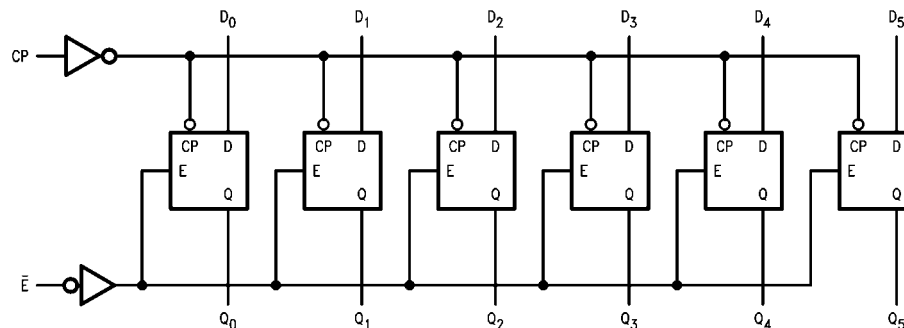 D₀ D₁ D₂ D₃ D₄ D₅
CP
CP D CP D CP D CP D CP D CP D
E E E E E E
Q Q Q Q Q Q
Ē
Q₀ Q₁ Q₂ Q₃ Q₄ Q₅